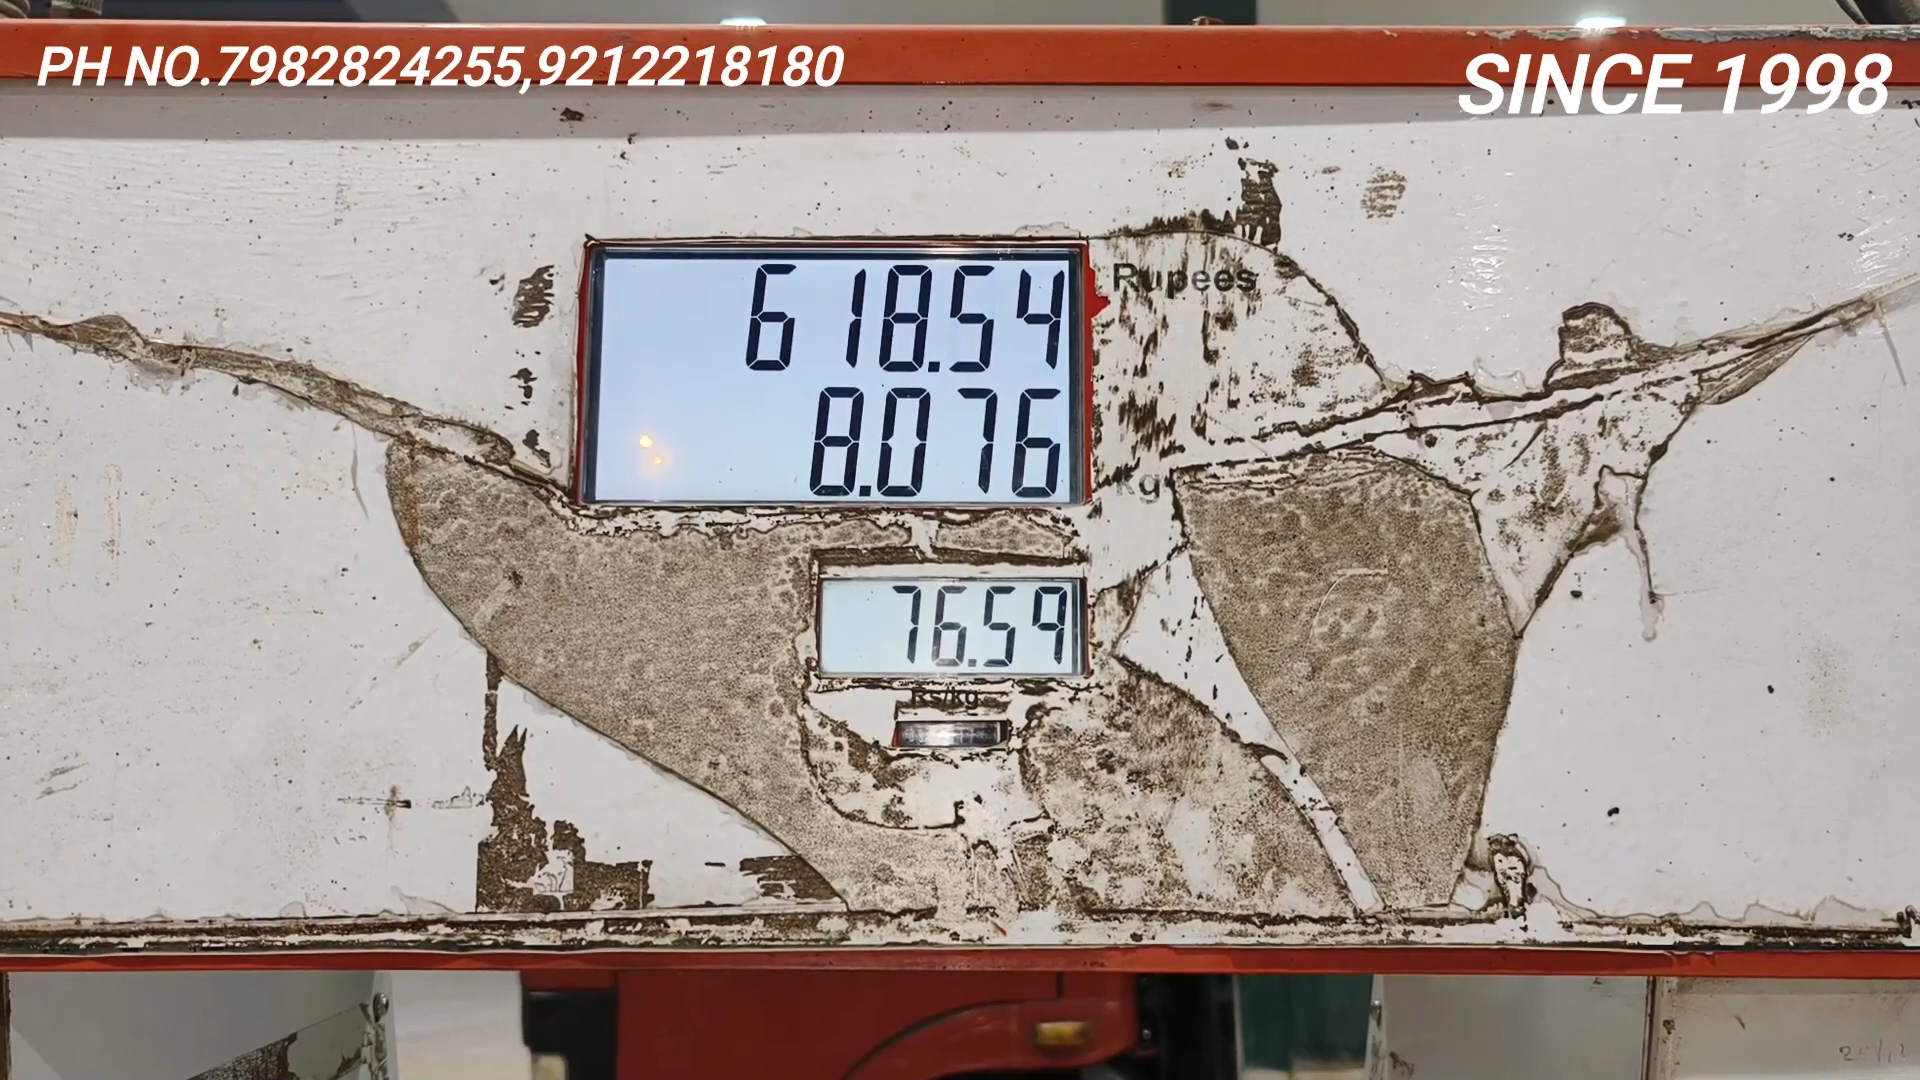 PH NO.7982824255,9212218180
SINCE 1998
618.54
Rupees
8.076
Kg
76.59
Rs/kg